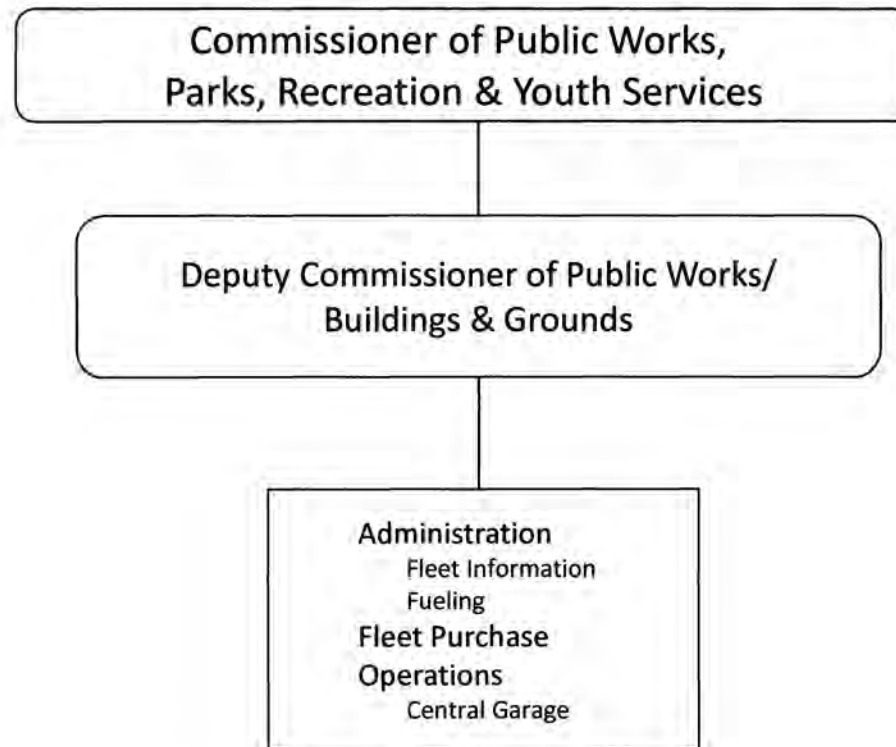 Commissioner of Public Works,
Parks, Recreation & Youth Services
Deputy Commissioner of Public Works/
Buildings & Grounds
Administration
Fleet Information
Fueling
Fleet Purchase
Operations
Central Garage